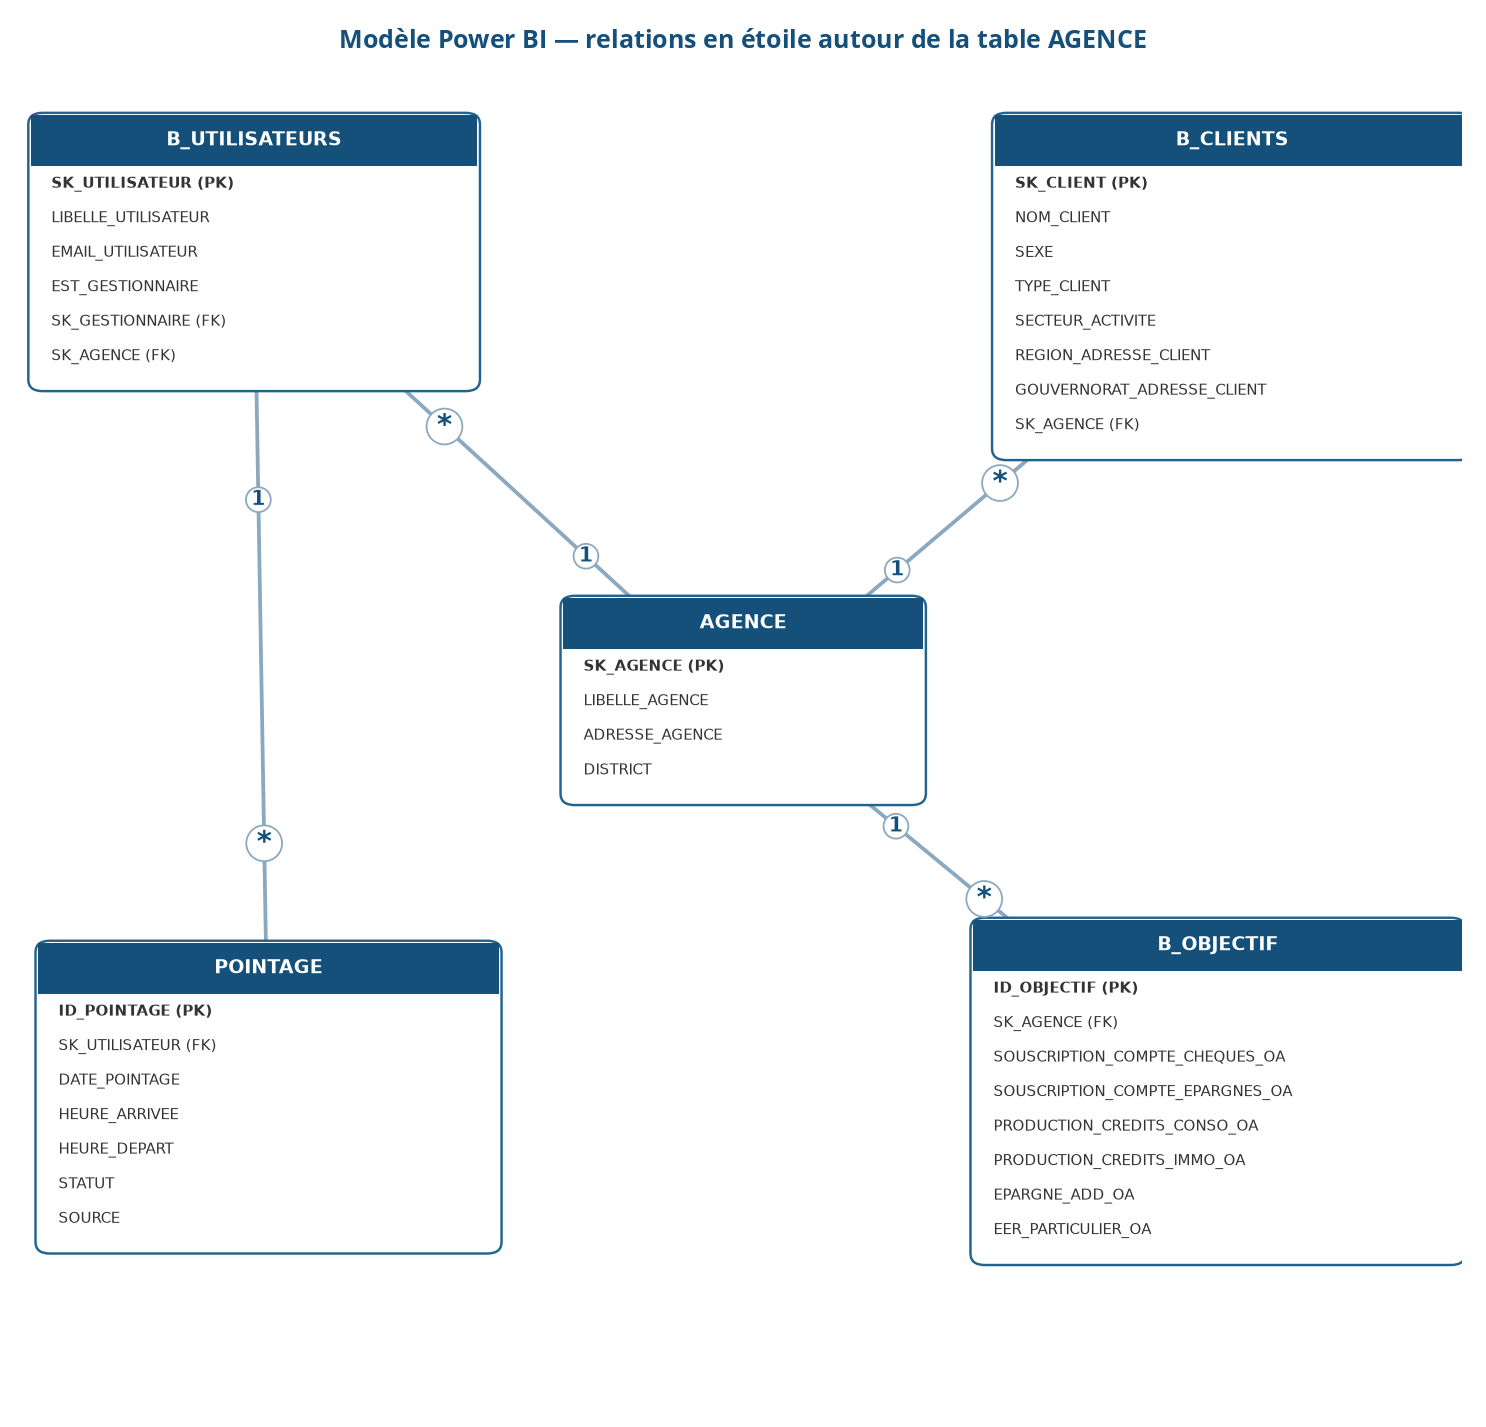 Modèle Power BI — relations en étoile autour de la table AGENCE
B_UTILISATEURS
SK_UTILISATEUR (PK)
LIBELLE_UTILISATEUR
EMAIL_UTILISATEUR
EST_GESTIONNAIRE
SK_GESTIONNAIRE (FK)
SK_AGENCE (FK)
B_CLIENTS
SK_CLIENT (PK)
NOM_CLIENT
SEXE
TYPE_CLIENT
SECTEUR_ACTIVITE
REGION_ADRESSE_CLIENT
GOUVERNORAT_ADRESSE_CLIENT
SK_AGENCE (FK)
*
*
1
1
1
AGENCE
SK_AGENCE (PK)
LIBELLE_AGENCE
ADRESSE_AGENCE
DISTRICT
1
*
*
POINTAGE
ID_POINTAGE (PK)
SK_UTILISATEUR (FK)
DATE_POINTAGE
HEURE_ARRIVEE
HEURE_DEPART
STATUT
SOURCE
B_OBJECTIF
ID_OBJECTIF (PK)
SK_AGENCE (FK)
SOUSCRIPTION_COMPTE_CHEQUES_OA
SOUSCRIPTION_COMPTE_EPARGNES_OA
PRODUCTION_CREDITS_CONSO_OA
PRODUCTION_CREDITS_IMMO_OA
EPARGNE_ADD_OA
EER_PARTICULIER_OA